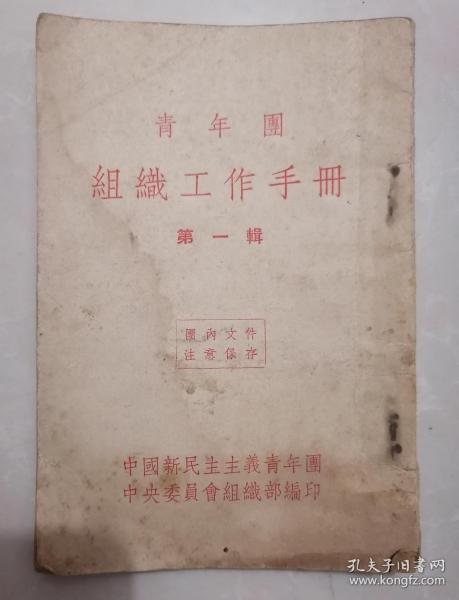 青年團
組織工作手冊
第一輯
團內文件
注意保存
中國新民主主義青年團
中央委員會組織部編印
孔夫子旧書网
www.kongfz.com